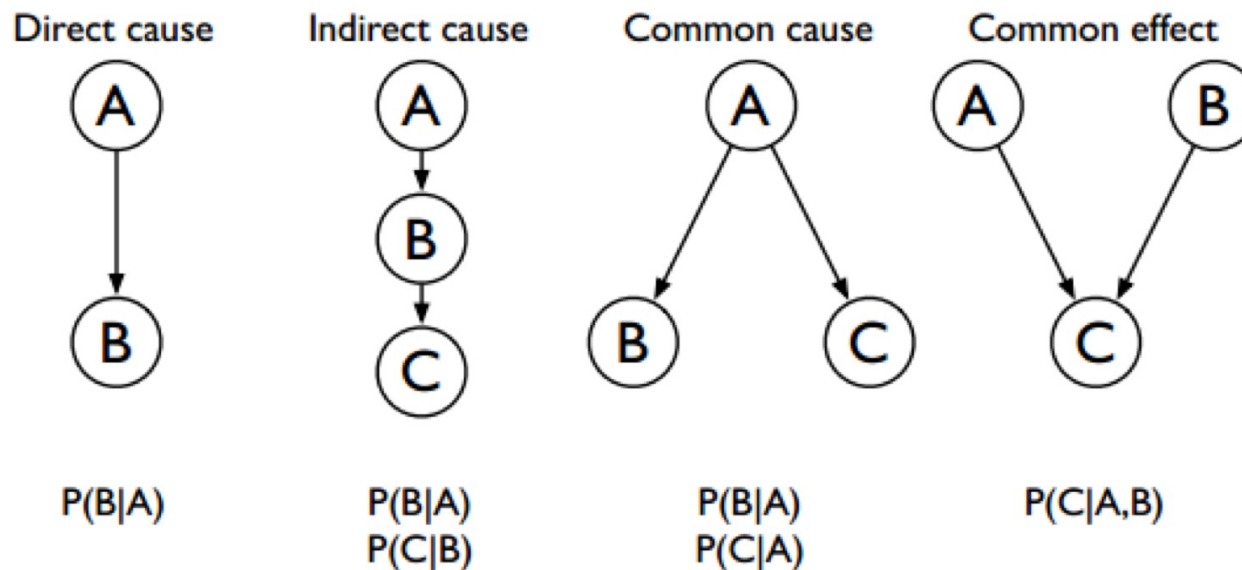 Direct cause
Indirect cause
Common cause
Common effect
A
A
A
A
B
B
B
B
C
C
C
P(B|A)
P(B|A)
P(C|B)
P(B|A)
P(C|A)
P(C|A,B)